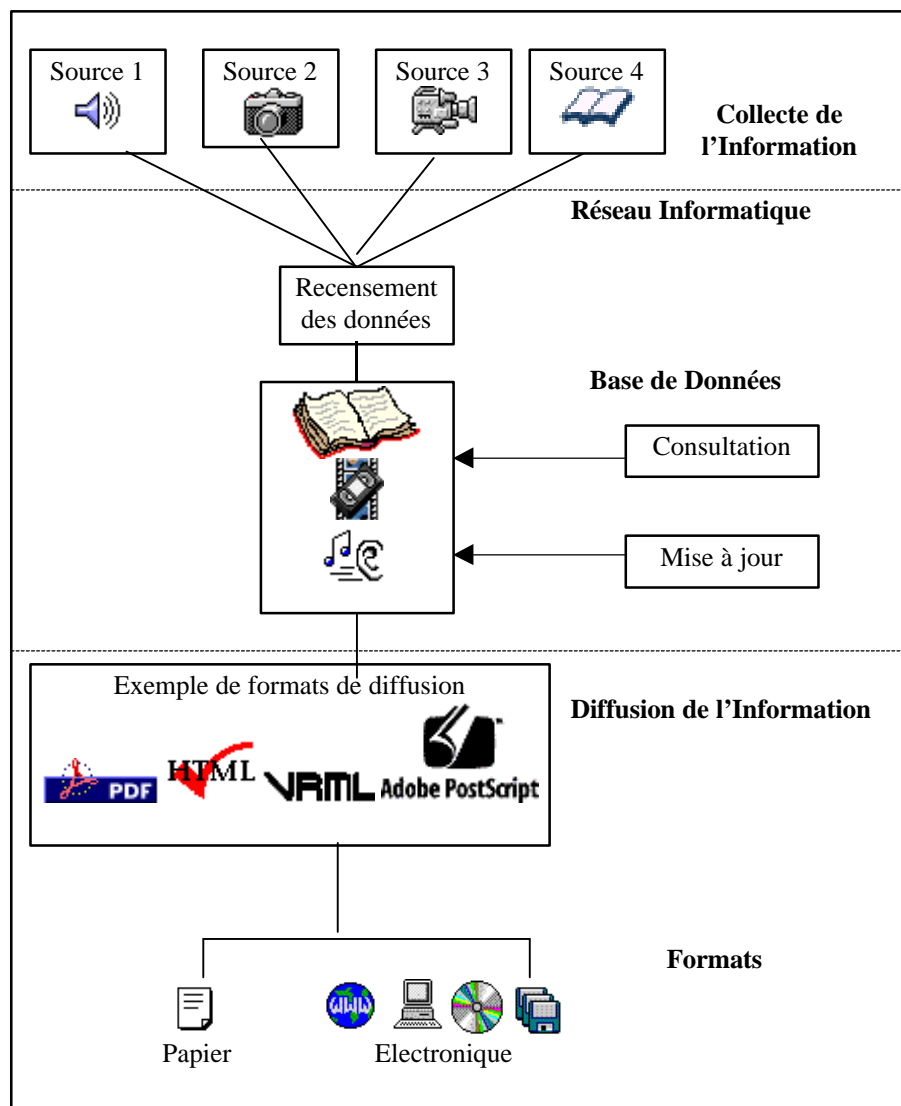 Source 1
Source 2
Source 3
Source 4
Collecte de
l’Information
Réseau Informatique
Recensement
des données
Base de Données
Consultation
Mise à jour
Exemple de formats de diffusion
Diffusion de l’Information
PDF
HTML
VRML
Adobe PostScript
Formats
WWW
Papier
Electronique